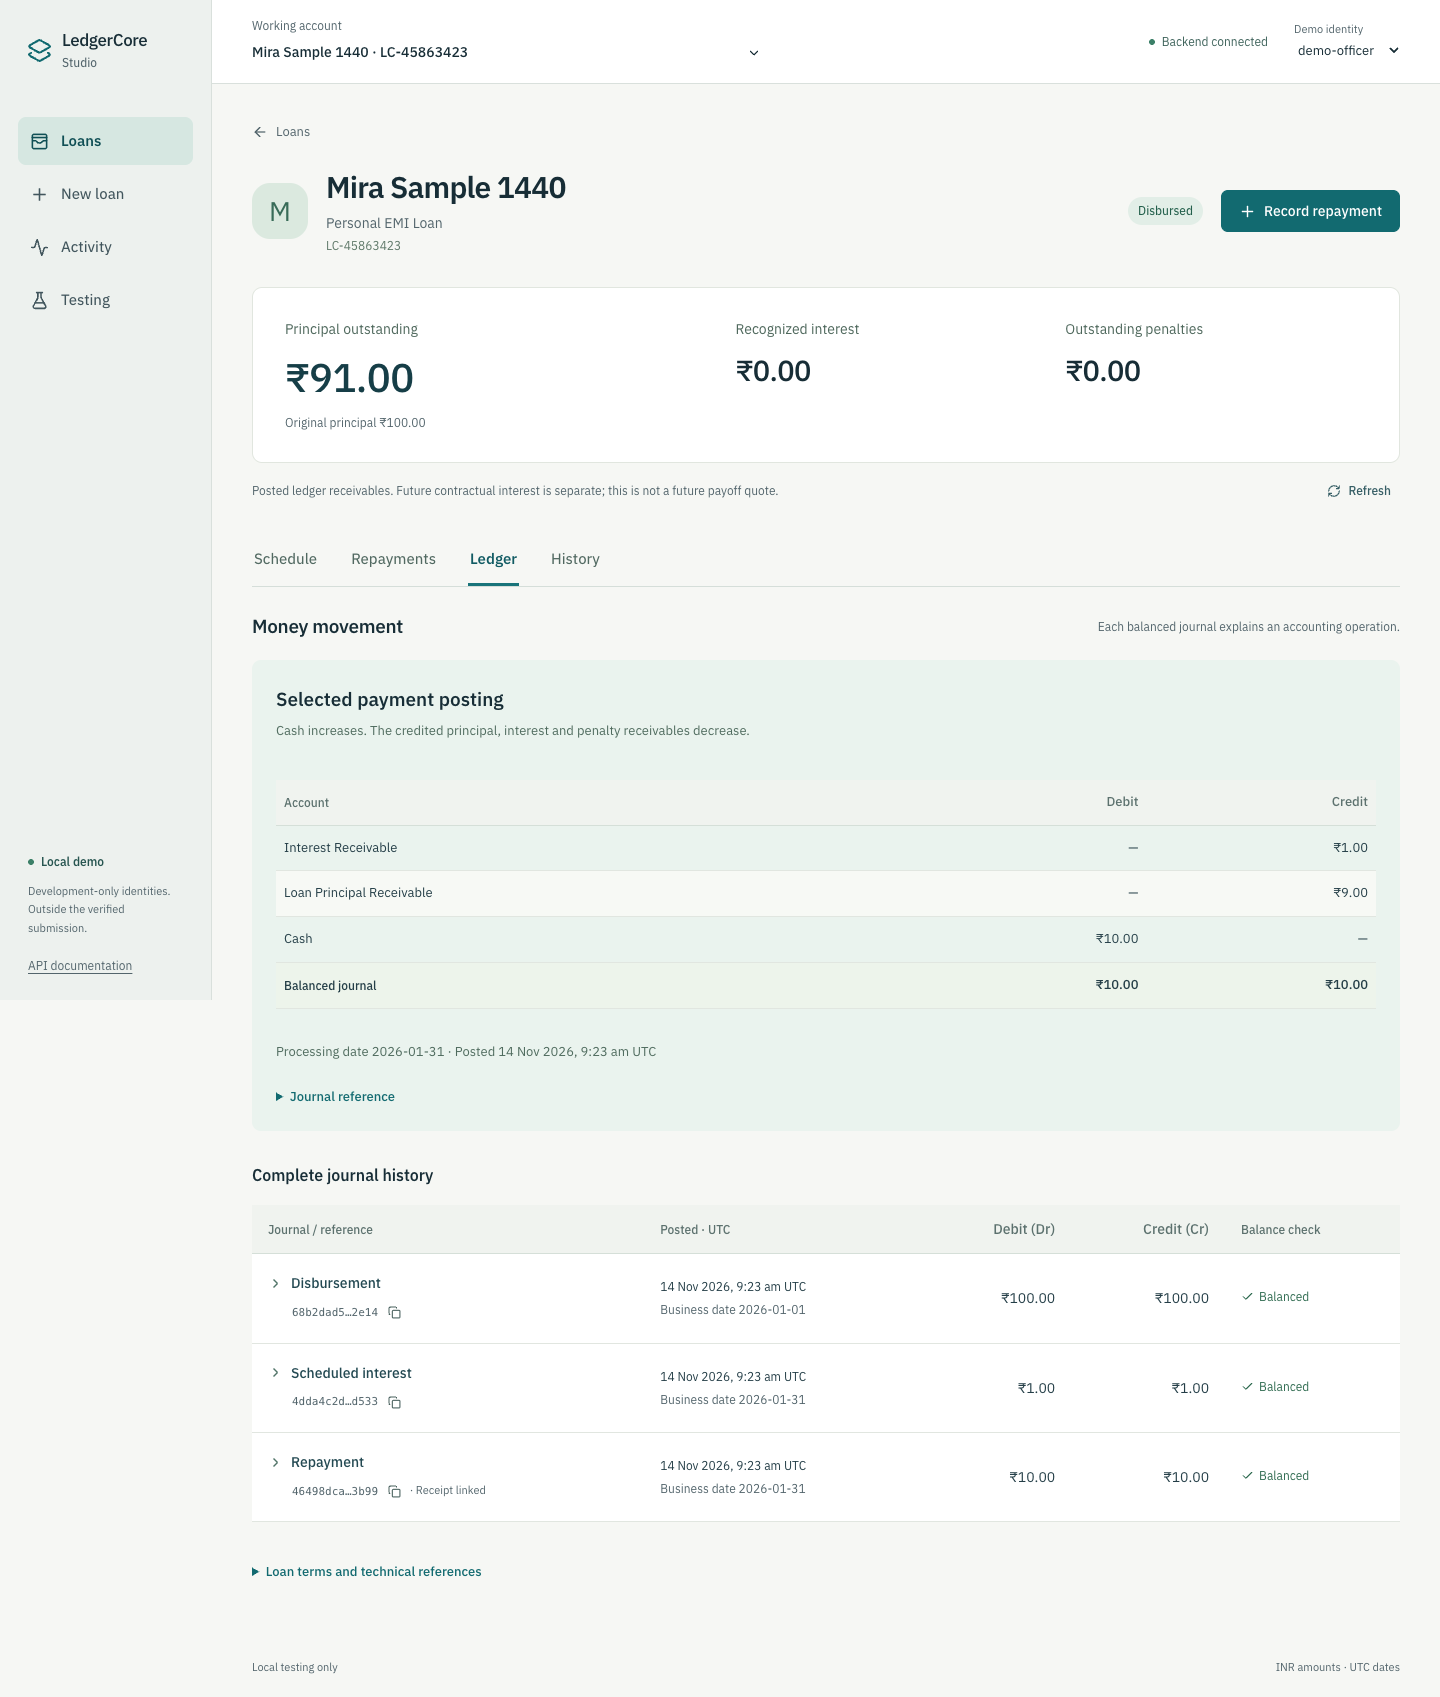 LedgerCore
Studio
Loans
New loan
Activity
Testing
Local demo
Development-only identities.
Outside the verified
submission.
API documentation
Working account
Mira Sample 1440 · LC-45863423
Backend connected
Demo identity
demo-officer
Loans
M
Mira Sample 1440
Personal EMI Loan
LC-45863423
Disbursed
Record repayment
Principal outstanding
₹91.00
Original principal ₹100.00
Recognized interest
₹0.00
Outstanding penalties
₹0.00
Posted ledger receivables. Future contractual interest is separate; this is not a future payoff quote.
Refresh
Schedule Repayments Ledger History
Money movement
Each balanced journal explains an accounting operation.
Selected payment posting
Cash increases. The credited principal, interest and penalty receivables decrease.
Account Debit Credit
Interest Receivable — ₹1.00
Loan Principal Receivable — ₹9.00
Cash ₹10.00 —
Balanced journal ₹10.00 ₹10.00
Processing date 2026-01-31 · Posted 14 Nov 2026, 9:23 am UTC
Journal reference
Complete journal history
Journal / reference Posted · UTC Debit (Dr) Credit (Cr) Balance check
Disbursement
68b2dad5…2e14
14 Nov 2026, 9:23 am UTC
Business date 2026-01-01
₹100.00 ₹100.00 Balanced
Scheduled interest
4dda4c2d…d533
14 Nov 2026, 9:23 am UTC
Business date 2026-01-31
₹1.00 ₹1.00 Balanced
Repayment
46498dca…3b99 · Receipt linked
14 Nov 2026, 9:23 am UTC
Business date 2026-01-31
₹10.00 ₹10.00 Balanced
Loan terms and technical references
Local testing only
INR amounts · UTC dates